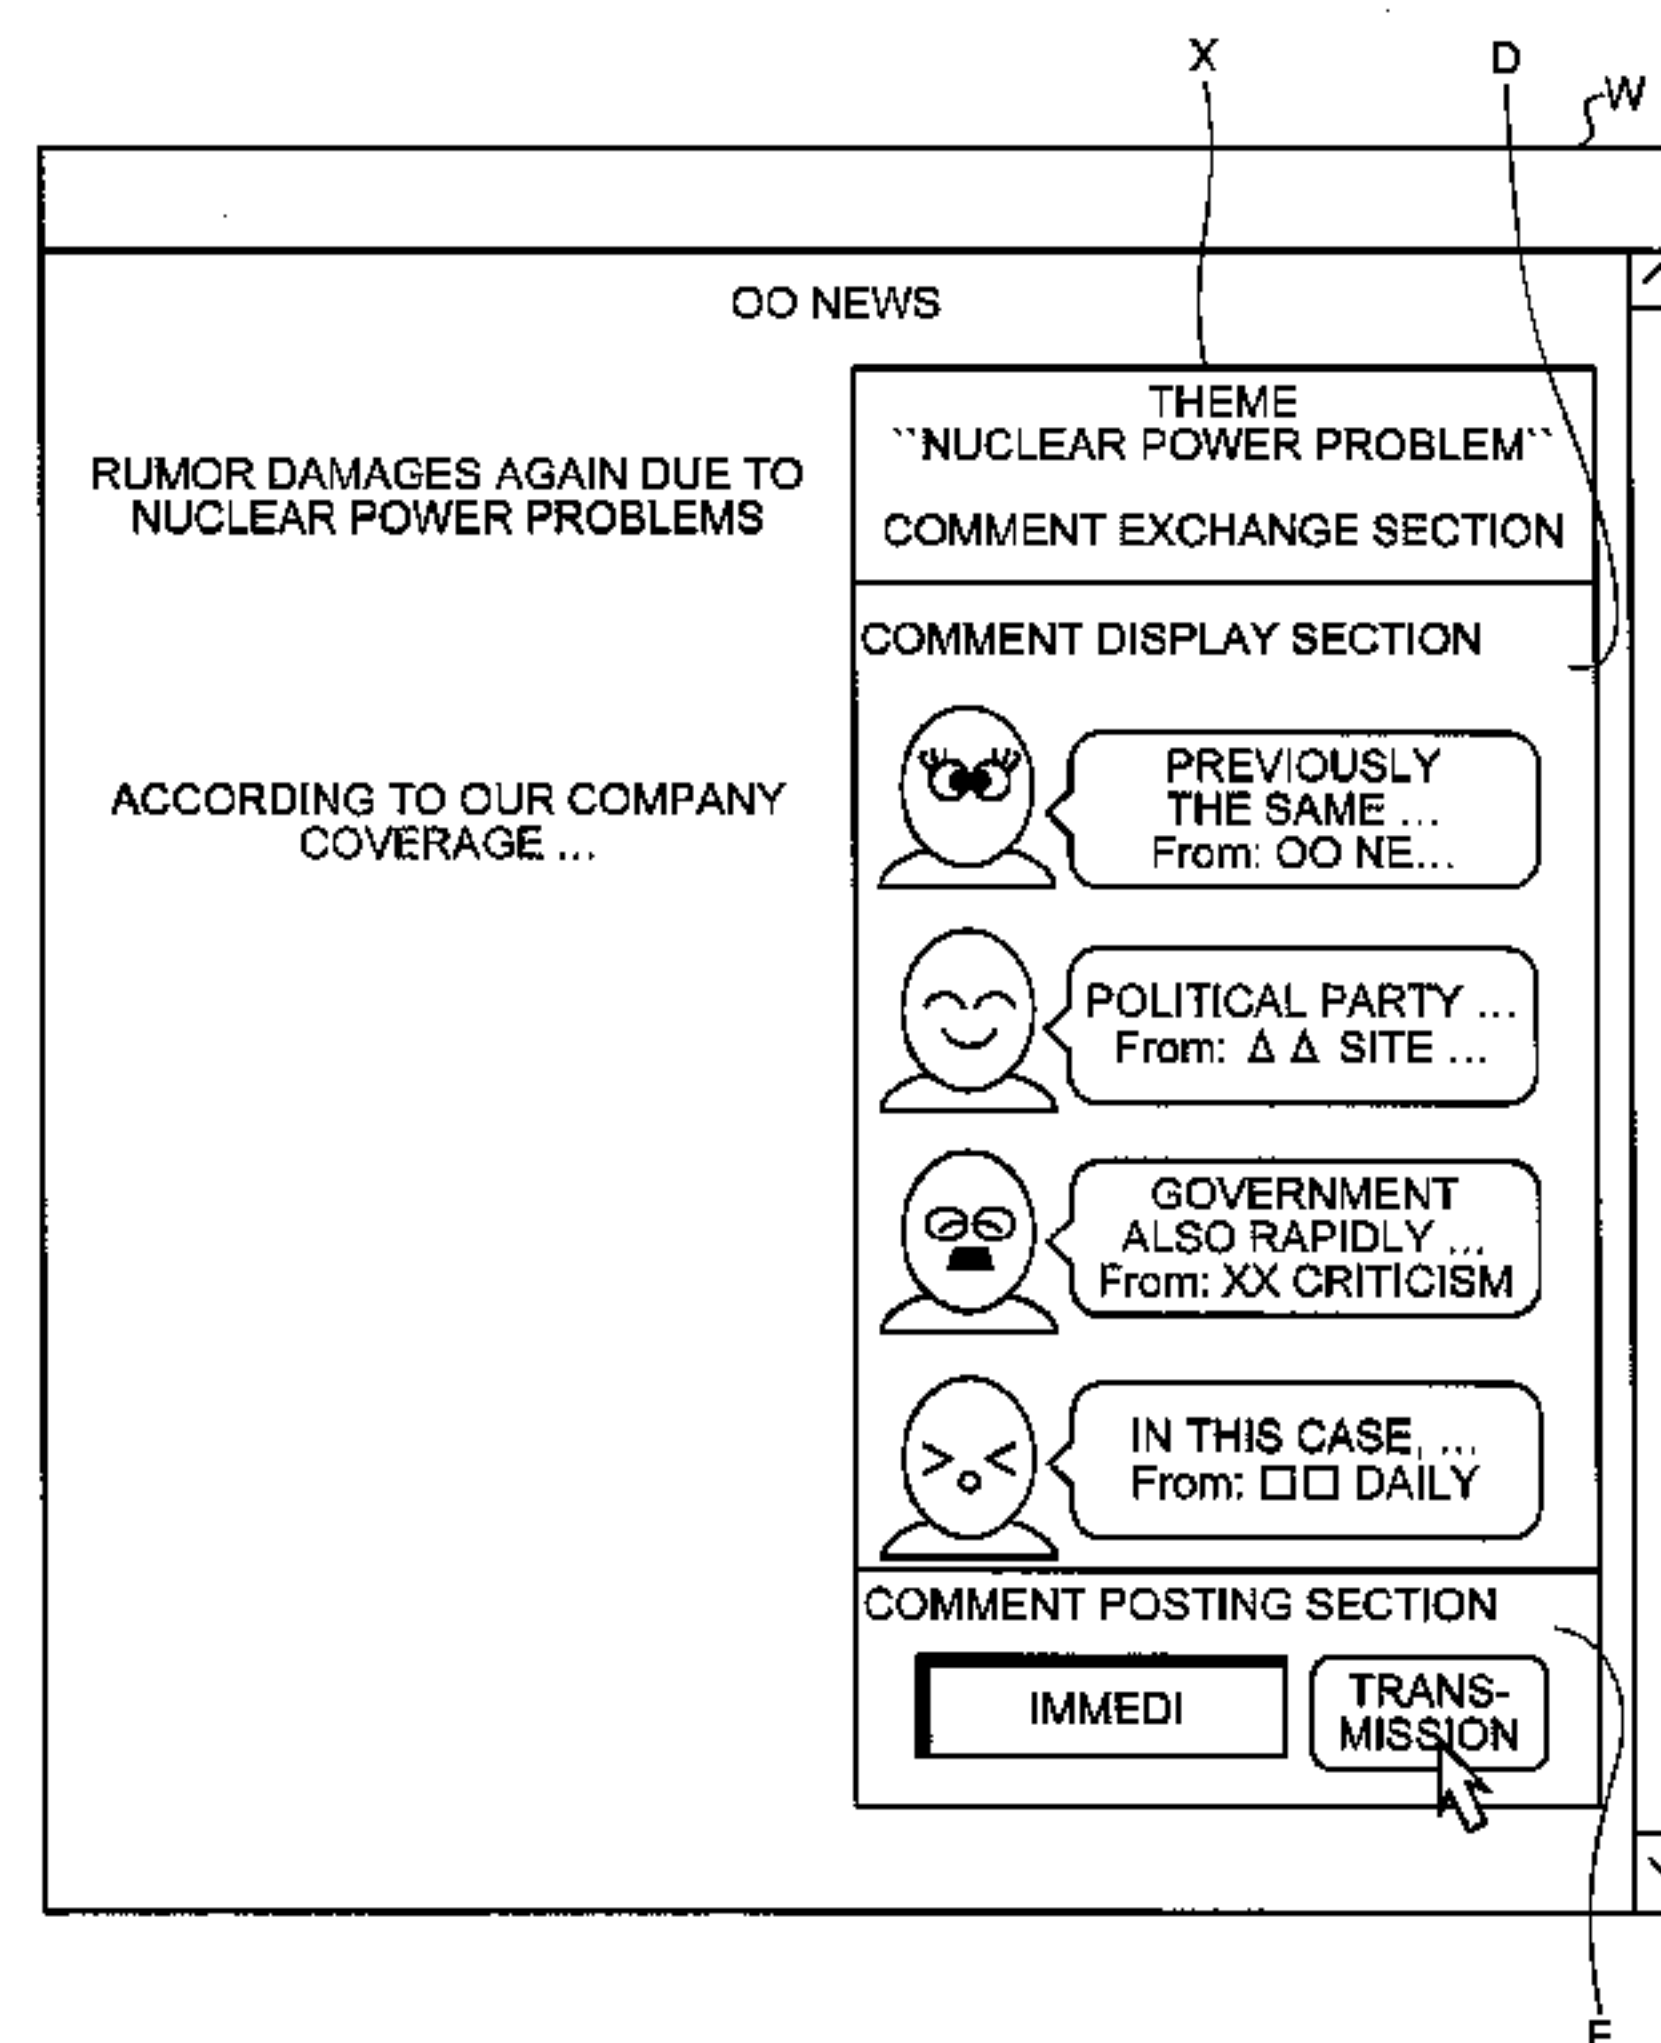 X
D
W
OO NEWS
RUMOR DAMAGES AGAIN DUE TO
NUCLEAR POWER PROBLEMS
ACCORDING TO OUR COMPANY
COVERAGE ...
THEME
``NUCLEAR POWER PROBLEM``
COMMENT EXCHANGE SECTION
COMMENT DISPLAY SECTION
PREVIOUSLY
THE SAME ...
From: OO NE...
POLITICAL PARTY ...
From: Δ Δ SITE ...
GOVERNMENT
ALSO RAPIDLY ...
From: XX CRITICISM
IN THIS CASE, ...
From: □□ DAILY
COMMENT POSTING SECTION
IMMEDI
TRANS-
MISSION